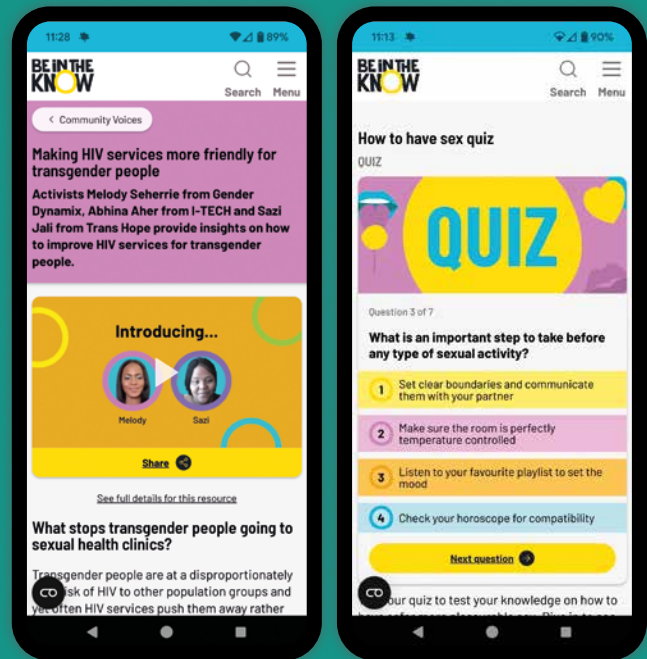 11:28
89%
BE IN THE
KNOW
Search
Menu
< Community Voices
Making HIV services more friendly for
transgender people
Activists Melody Seherrie from Gender
Dynamix, Abhina Aher from I-TECH and Sazi
Jali from Trans Hope provide insights on how
to improve HIV services for transgender
people.
Introducing...
Melody
Sazi
Share
See full details for this resource
What stops transgender people going to
sexual health clinics?
Transgender people are at a disproportionately
risk of HIV to other population groups and
yet often HIV services push them away rather
11:13
90%
BE IN THE
KNOW
Search
Menu
How to have sex quiz
QUIZ
QUIZ
Question 3 of 7
What is an important step to take before
any type of sexual activity?
1 Set clear boundaries and communicate
them with your partner
2 Make sure the room is perfectly
temperature controlled
3 Listen to your favourite playlist to set the
mood
4 Check your horoscope for compatibility
Next question
our quiz to test your knowledge on how to